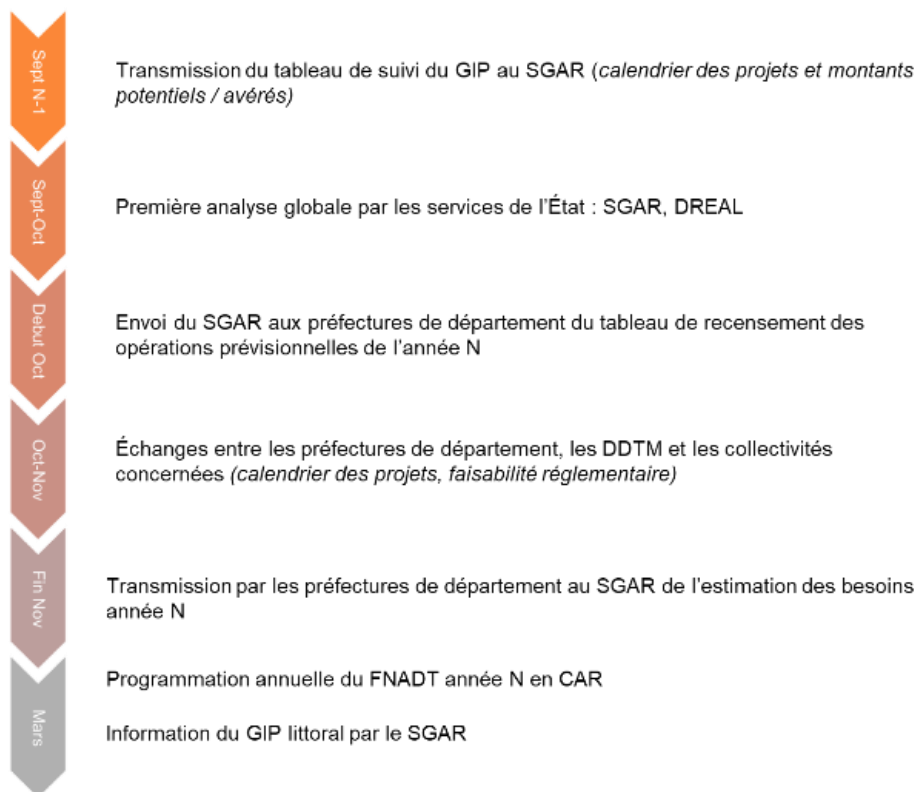 Sept N-1
Transmission du tableau de suivi du GIP au SGAR (calendrier des projets et montants
potentiels / avérés)
Sept-Oct
Première analyse globale par les services de l'État : SGAR, DREAL
Debut Oct
Envoi du SGAR aux préfectures de département du tableau de recensement des
opérations prévisionnelles de l'année N
Oct-Nov
Échanges entre les préfectures de département, les DDTM et les collectivités
concernées (calendrier des projets, faisabilité réglementaire)
Fin Nov
Transmission par les préfectures de département au SGAR de l'estimation des besoins
année N
Mars
Programmation annuelle du FNADT année N en CAR
Information du GIP littoral par le SGAR